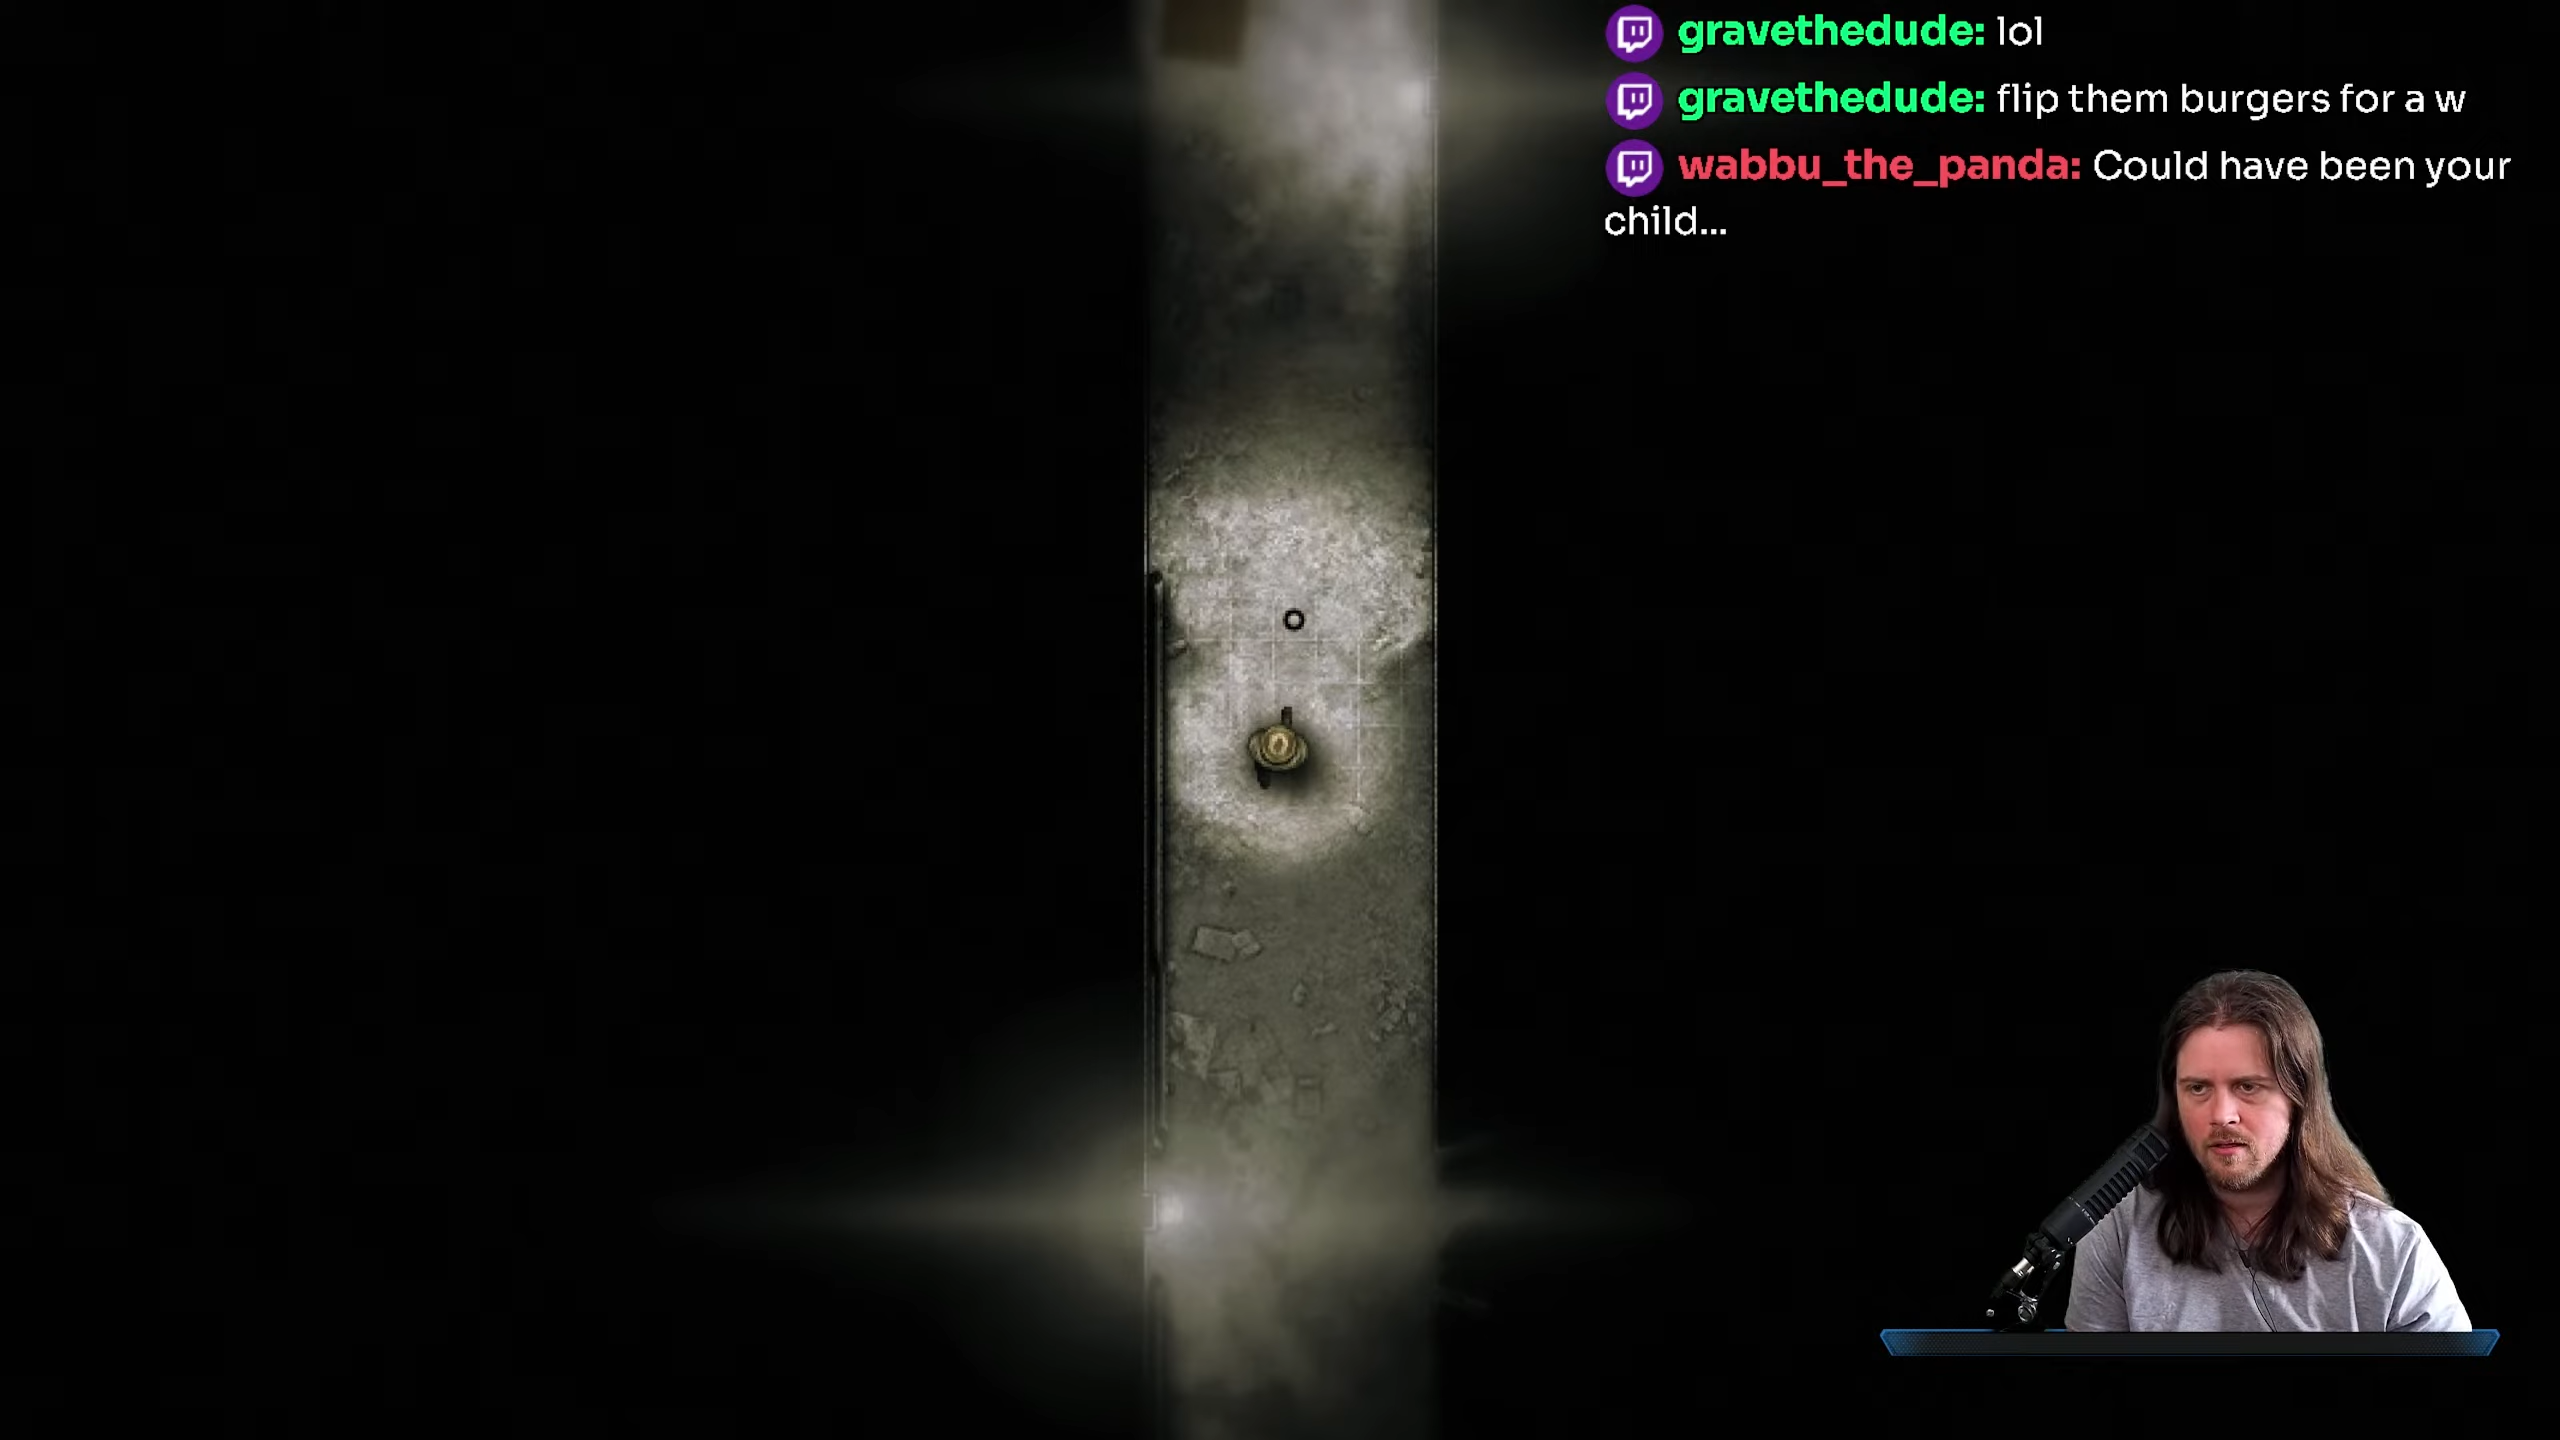 gravethedude: lol
gravethedude: flip them burgers for a w
wabbu_the_panda: Could have been your
child...